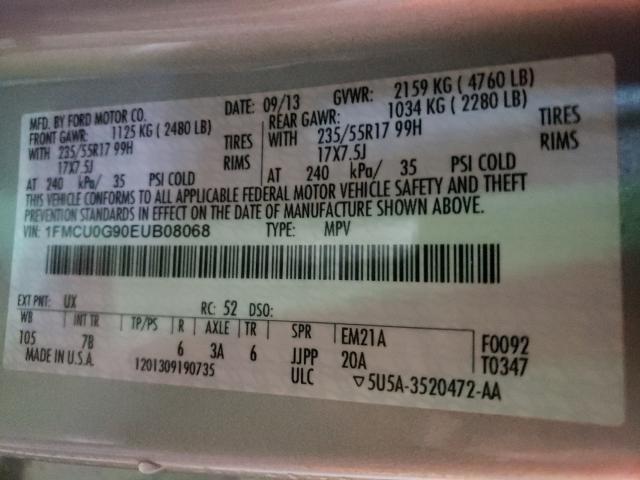 MFD. BY FORD MOTOR CO. DATE: 09/13 GVWR: 2159 KG ( 4760 LB)
FRONT GAWR: 1125 KG ( 2480 LB) REAR GAWR: 1034 KG ( 2280 LB)
WITH 235/55R17 99H TIRES WITH 235/55R17 99H TIRES
17X7.5J RIMS 17X7.5J RIMS
AT 240 kPa/ 35 PSI COLD AT 240 kPa/ 35 PSI COLD
THIS VEHICLE CONFORMS TO ALL APPLICABLE FEDERAL MOTOR VEHICLE SAFETY AND THEFT
PREVENTION STANDARDS IN EFFECT ON THE DATE OF MANUFACTURE SHOWN ABOVE.
VIN: 1FMCU0G90EUB08068 TYPE: MPV
EXT PNT: UX RC: 52 DSO:
WB INT TR TP/PS R AXLE TR SPR EM21A F0092
105 7B 6 3A 6 JJPP 20A T0347
MADE IN U.S.A. 1201309190735 ULC ▽5U5A-3520472-AA